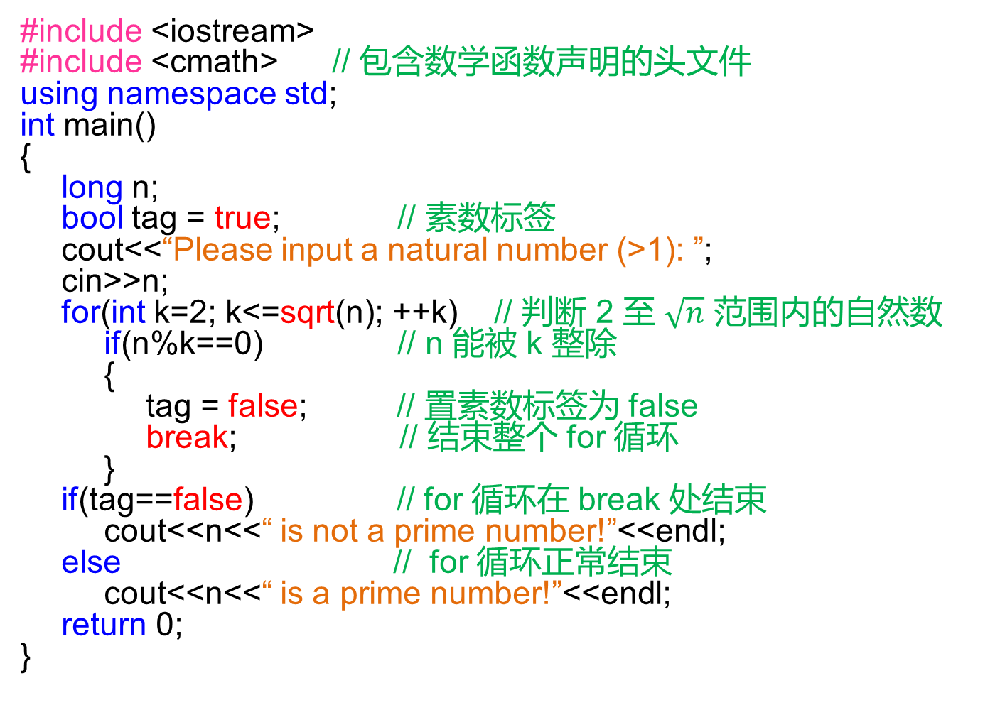 #include <iostream>
#include <cmath> // 包含数学函数声明的头文件
using namespace std;
int main()
{
long n;
bool tag = true; // 素数标签
cout<<“Please input a natural number (>1): ”;
cin>>n;
for(int k=2; k<=sqrt(n); ++k) // 判断 2 至 √n 范围内的自然数
if(n%k==0) // n 能被 k 整除
{
tag = false; // 置素数标签为 false
break; // 结束整个 for 循环
}
if(tag==false) // for 循环在 break 处结束
cout<<n<<“ is not a prime number!”<<endl;
else // for 循环正常结束
cout<<n<<“ is a prime number!”<<endl;
return 0;
}